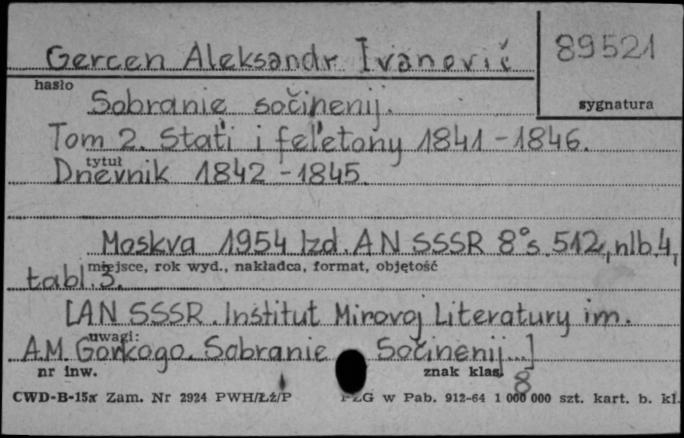 Gercen Aleksandr Ivanovič
89521
hasło
sygnatura
Sobranie sočinenij.
Tom 2. Stat'i i fel'etony 1841-1846.
tytuł
Dnevnik 1842-1845.
Moskva 1954 Izd. AN SSSR 8° s. 512, nlb. 4,
miejsce, rok wyd., nakładca, format, objętość
tabl. 3.
[AN SSSR. Institut Mirovoj Literatury im.
uwagi:
A.M. Gor'kogo. Sobranie Sočinenij...]
nr inw.
znak klas.
8
CWD-B-15a Zam. Nr 2924 PWH/Łź/P PZG w Pab. 912-64 1 000 000 szt. kart. b. kl.